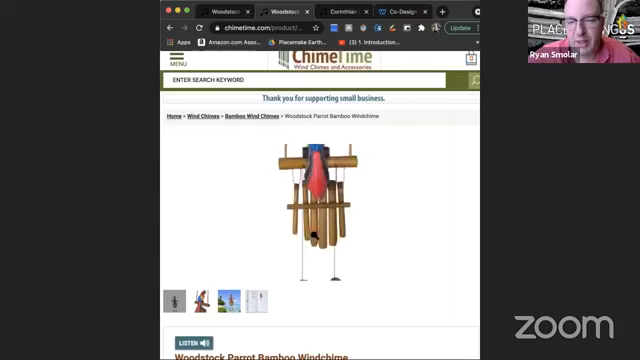 Woodstock
Woodstock
Corinthian
Co-Design
chimetime.com/product/
Update
Apps
Amazon.com Assoc
Placemake Earth
(3) 1. Introduction...
MENU
ChimeTime
Wind Chimes and Accessories
0
ENTER SEARCH KEYWORD
Thank you for supporting small business.
Home > Wind Chimes > Bamboo Wind Chimes > Woodstock Parrot Bamboo Windchime
LISTEN
Woodstock Parrot Bamboo Windchime
Ryan Smolar
zoom